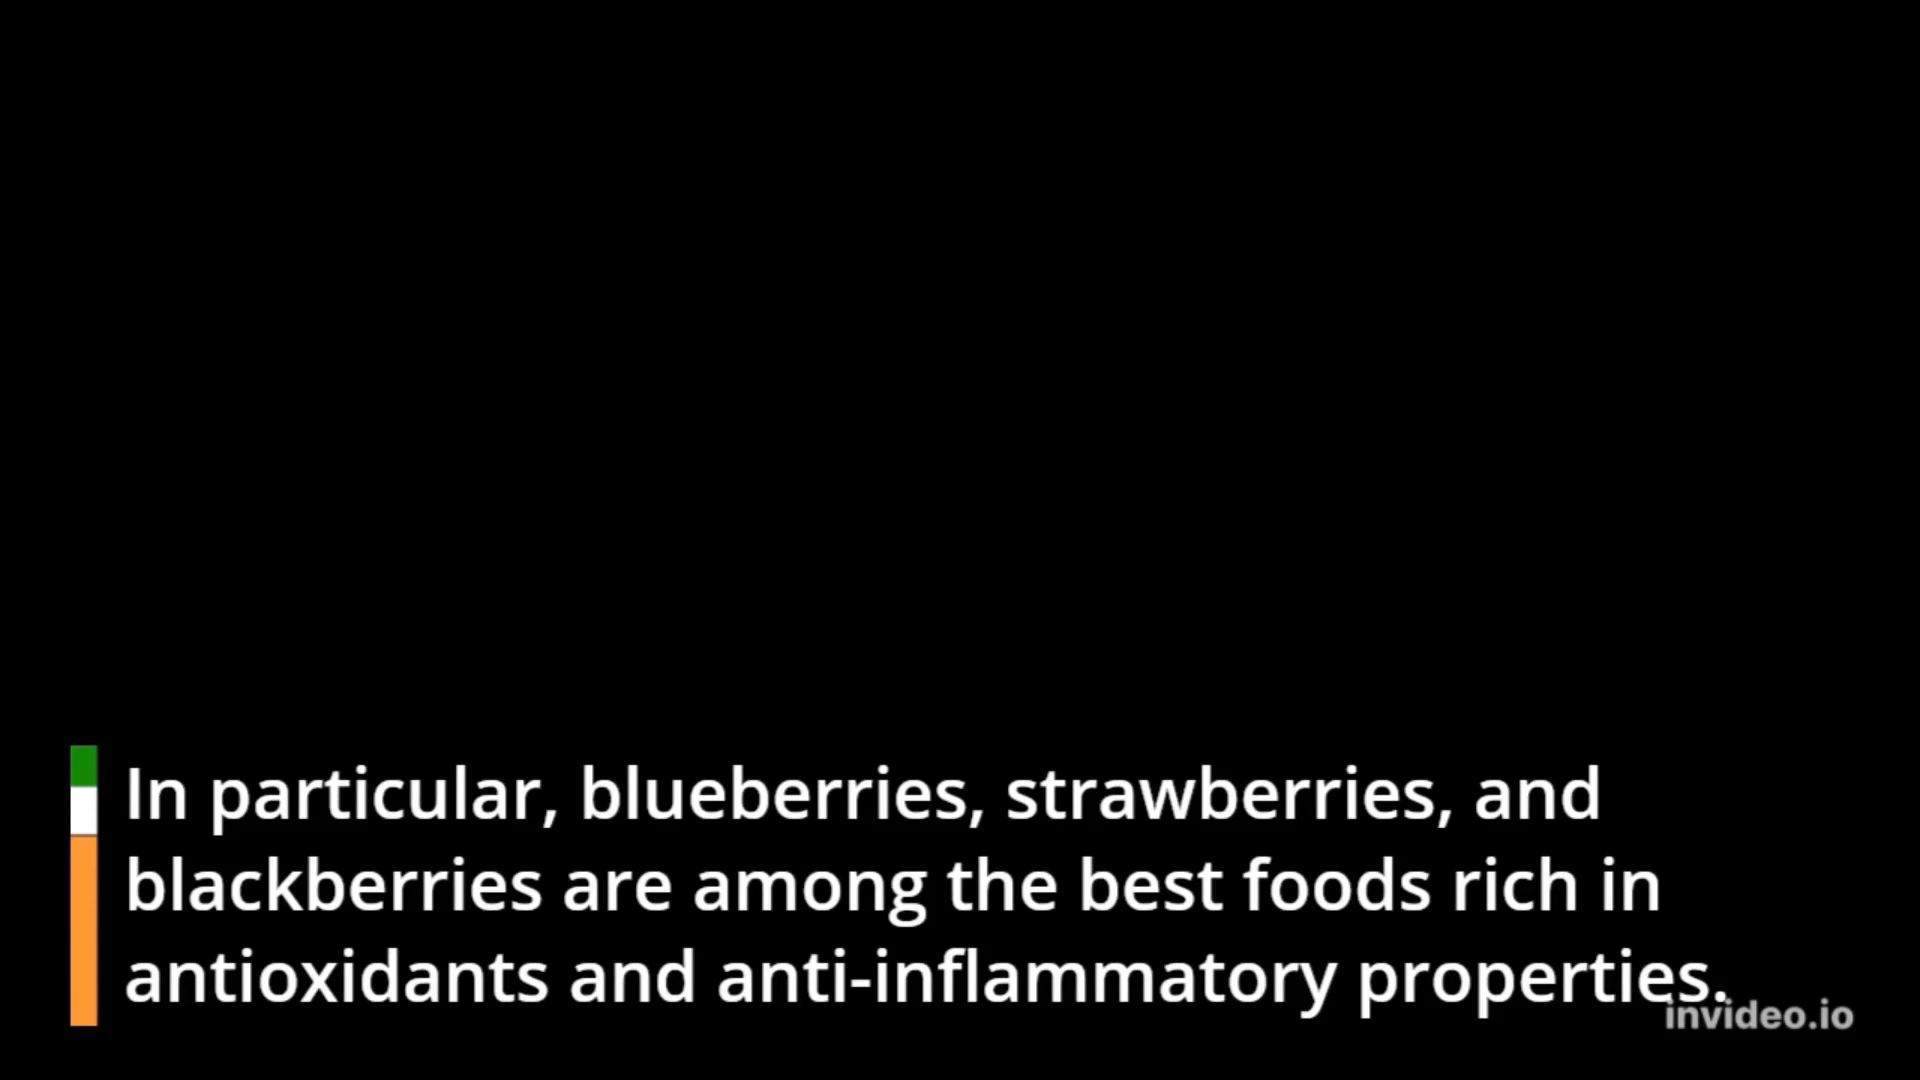 In particular, blueberries, strawberries, and
blackberries are among the best foods rich in
antioxidants and anti-inflammatory properties.
invideo.io